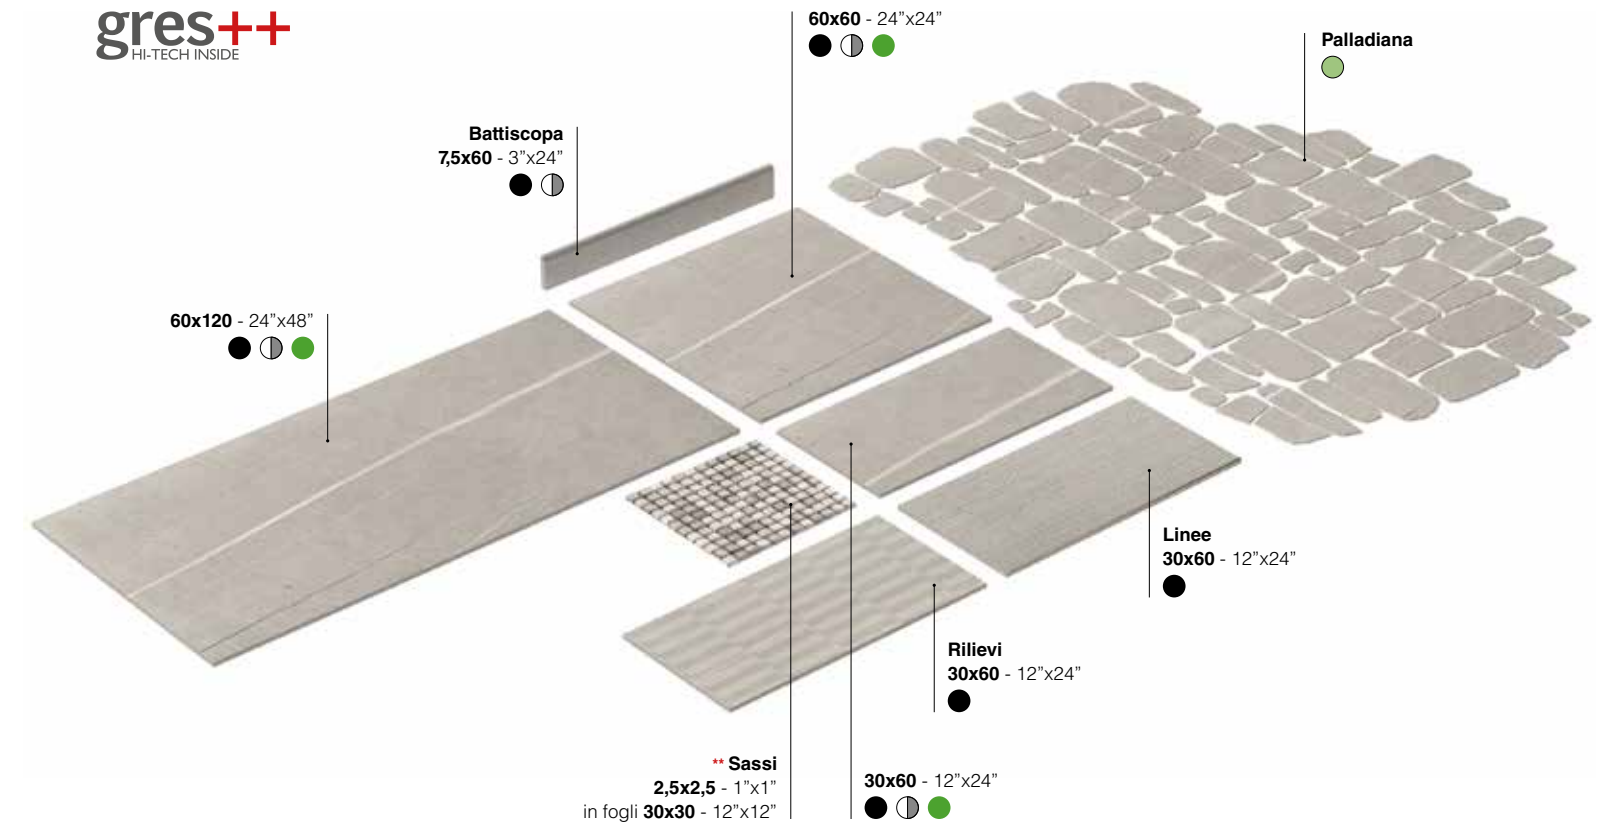 gres++
HI-TECH INSIDE
60x60 - 24”x24”
Palladiana
Battiscopa
7,5x60 - 3”x24”
60x120 - 24”x48”
Linee
30x60 - 12”x24”
Rilievi
30x60 - 12”x24”
** Sassi
2,5x2,5 - 1”x1”
in fogli 30x30 - 12”x12”
30x60 - 12”x24”